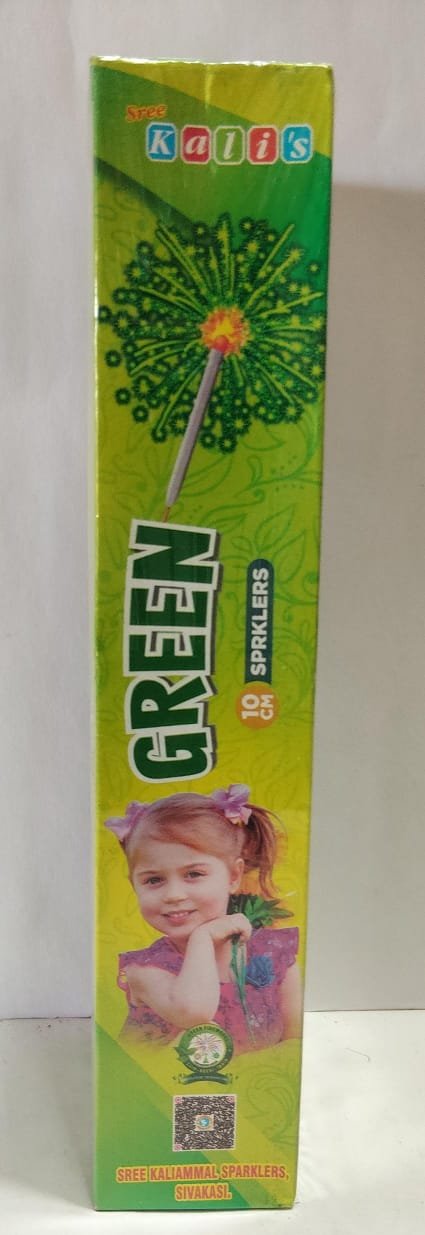 Sree
Kali's
GREEN
10
CM
SPRKLERS
SREE KALIAMMAL SPARKLERS,
SIVAKASI.